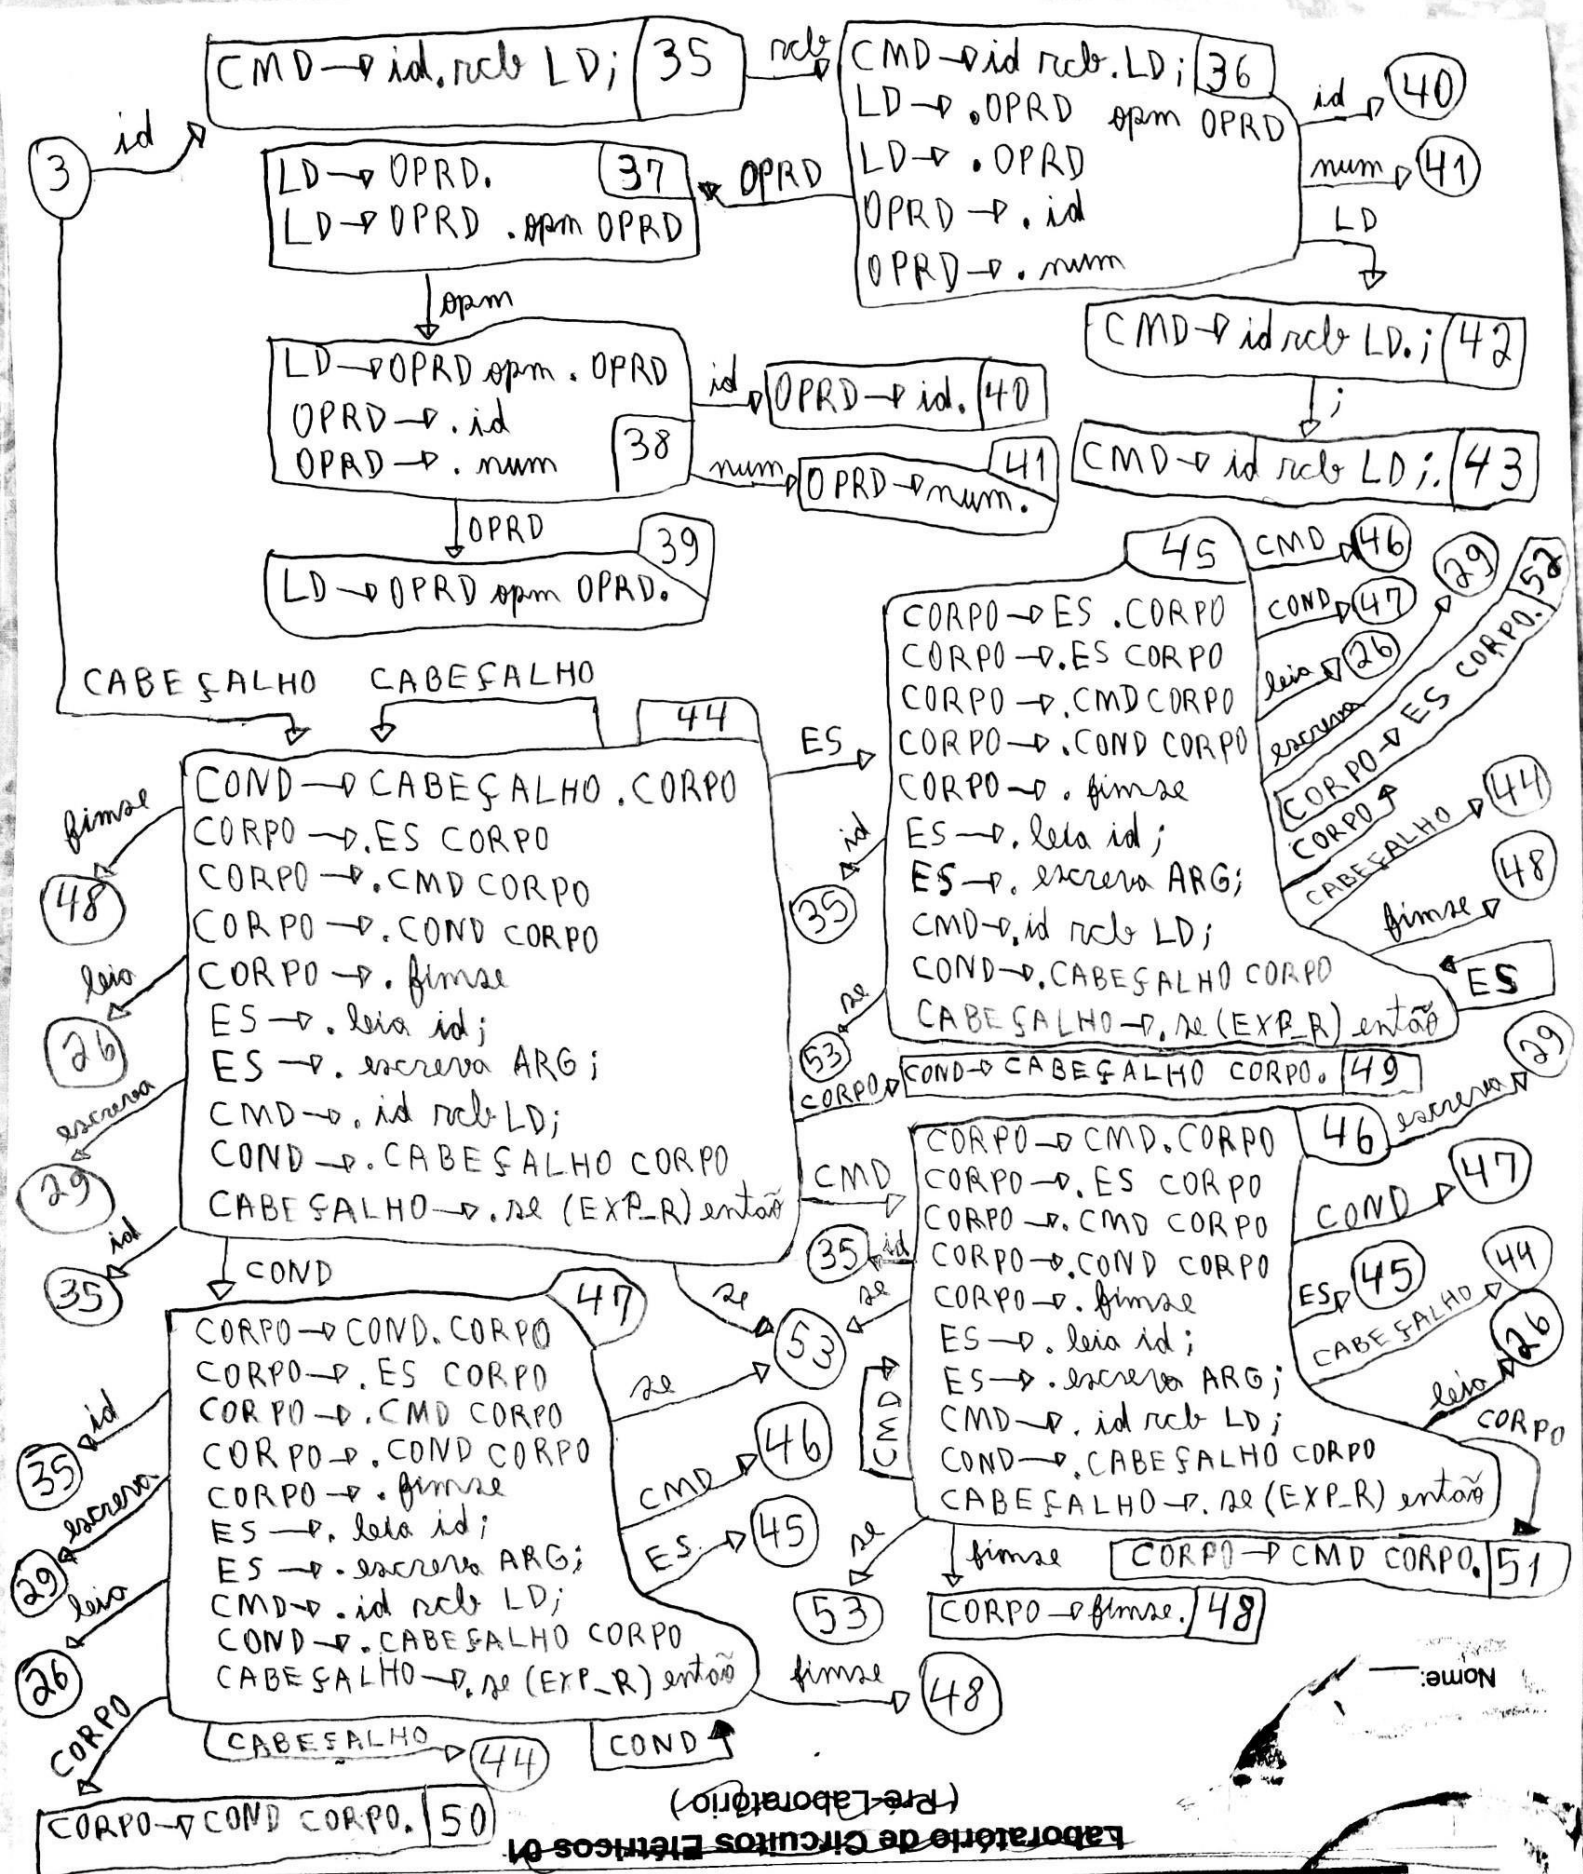 CMD → id.rcb LD; 35
rcb
CMD → id rcb.LD; 36
LD → .OPRD opm OPRD
LD → .OPRD
OPRD → .id
OPRD → .num
id 40
num 41
LD
3
id
LD → OPRD. 37
LD → OPRD .opm OPRD
OPRD
opm
CMD → id rcb LD.; 42
;
CMD → id rcb LD;. 43
LD → OPRD opm . OPRD
OPRD → .id
OPRD → .num 38
id
OPRD → id. 40
num
OPRD → num. 41
OPRD
LD → OPRD opm OPRD. 39
CABEÇALHO
CABEÇALHO
45
CORPO → ES .CORPO
CORPO → .ES CORPO
CORPO → .CMD CORPO
CORPO → .COND CORPO
CORPO → .fimse
ES → .leia id;
ES → .escreva ARG;
CMD → .id rcb LD;
COND → .CABEÇALHO CORPO
CABEÇALHO → .se (EXP_R) então
CMD 46
COND 47
leia 26
escreva 29
CORPO → ES CORPO. 52
CORPO
CABEÇALHO 44
fimse 48
ES
id
35
se
53
44
COND → CABEÇALHO .CORPO
CORPO → .ES CORPO
CORPO → .CMD CORPO
CORPO → .COND CORPO
CORPO → .fimse
ES → .leia id;
ES → .escreva ARG;
CMD → .id rcb LD;
COND → .CABEÇALHO CORPO
CABEÇALHO → .se (EXP_R) então
ES
fimse
48
leia
26
escreva
29
id
35
CORPO
COND → CABEÇALHO CORPO. 49
CMD
COND
se
53
46
CORPO → CMD.CORPO
CORPO → .ES CORPO
CORPO → .CMD CORPO
CORPO → .COND CORPO
CORPO → .fimse
ES → .leia id;
ES → .escreva ARG;
CMD → .id rcb LD;
COND → .CABEÇALHO CORPO
CABEÇALHO → .se (EXP_R) então
escreva 29
COND 47
ES 45
CABEÇALHO 44
leia 26
CORPO
CORPO → CMD CORPO. 51
35 id
se
CMD
se
53
fimse
CORPO → fimse. 48
47
CORPO → COND.CORPO
CORPO → .ES CORPO
CORPO → .CMD CORPO
CORPO → .COND CORPO
CORPO → .fimse
ES → .leia id;
ES → .escreva ARG;
CMD → .id rcb LD;
COND → .CABEÇALHO CORPO
CABEÇALHO → .se (EXP_R) então
se
CMD 46
ES 45
fimse 48
id
35
escreva
29
leia
26
CORPO
CABEÇALHO 44
COND
CORPO → COND CORPO. 50
Nome:
(Pré-Laboratório)
Laboratório de Circuitos Elétricos 01